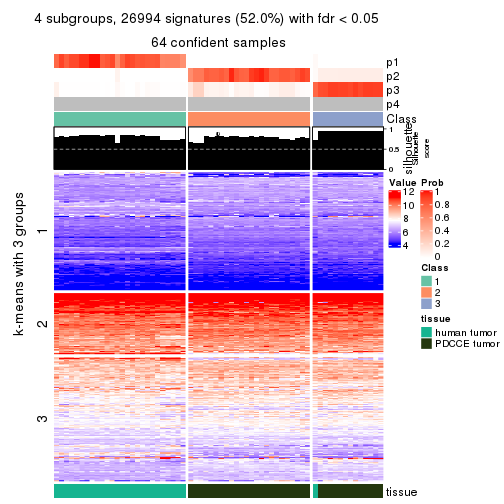 4 subgroups, 26994 signatures (52.0%) with fdr < 0.05
64 confident samples
p1
p2
p3
p4
Class
1
0.5
0
silhouette
Silhouette
score
k-means with 3 groups
1
2
3
Value
12
10
8
6
4
Prob
1
0.8
0.6
0.4
0.2
0
Class
1
2
3
tissue
human tumor
PDCCE tumor
tissue